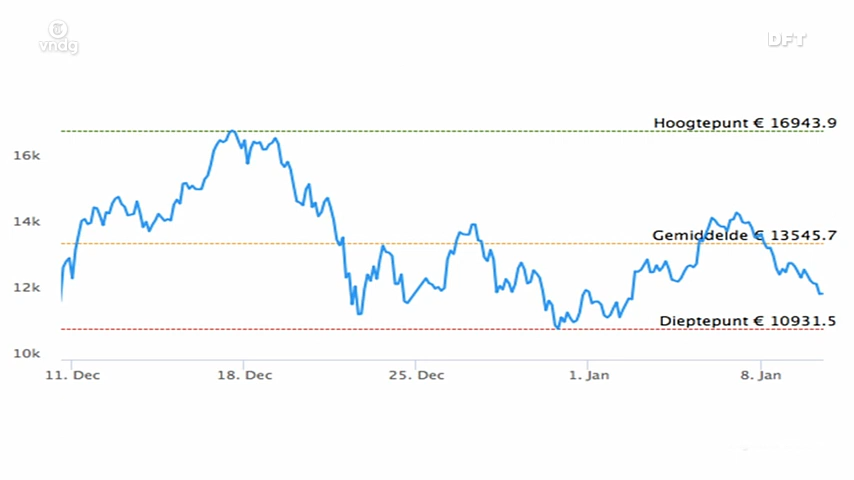 vndg
DFT
Hoogtepunt € 16943.9
16k
14k
Gemiddelde € 13545.7
12k
Dieptepunt € 10931.5
10k
11. Dec 18. Dec 25. Dec 1. Jan 8. Jan